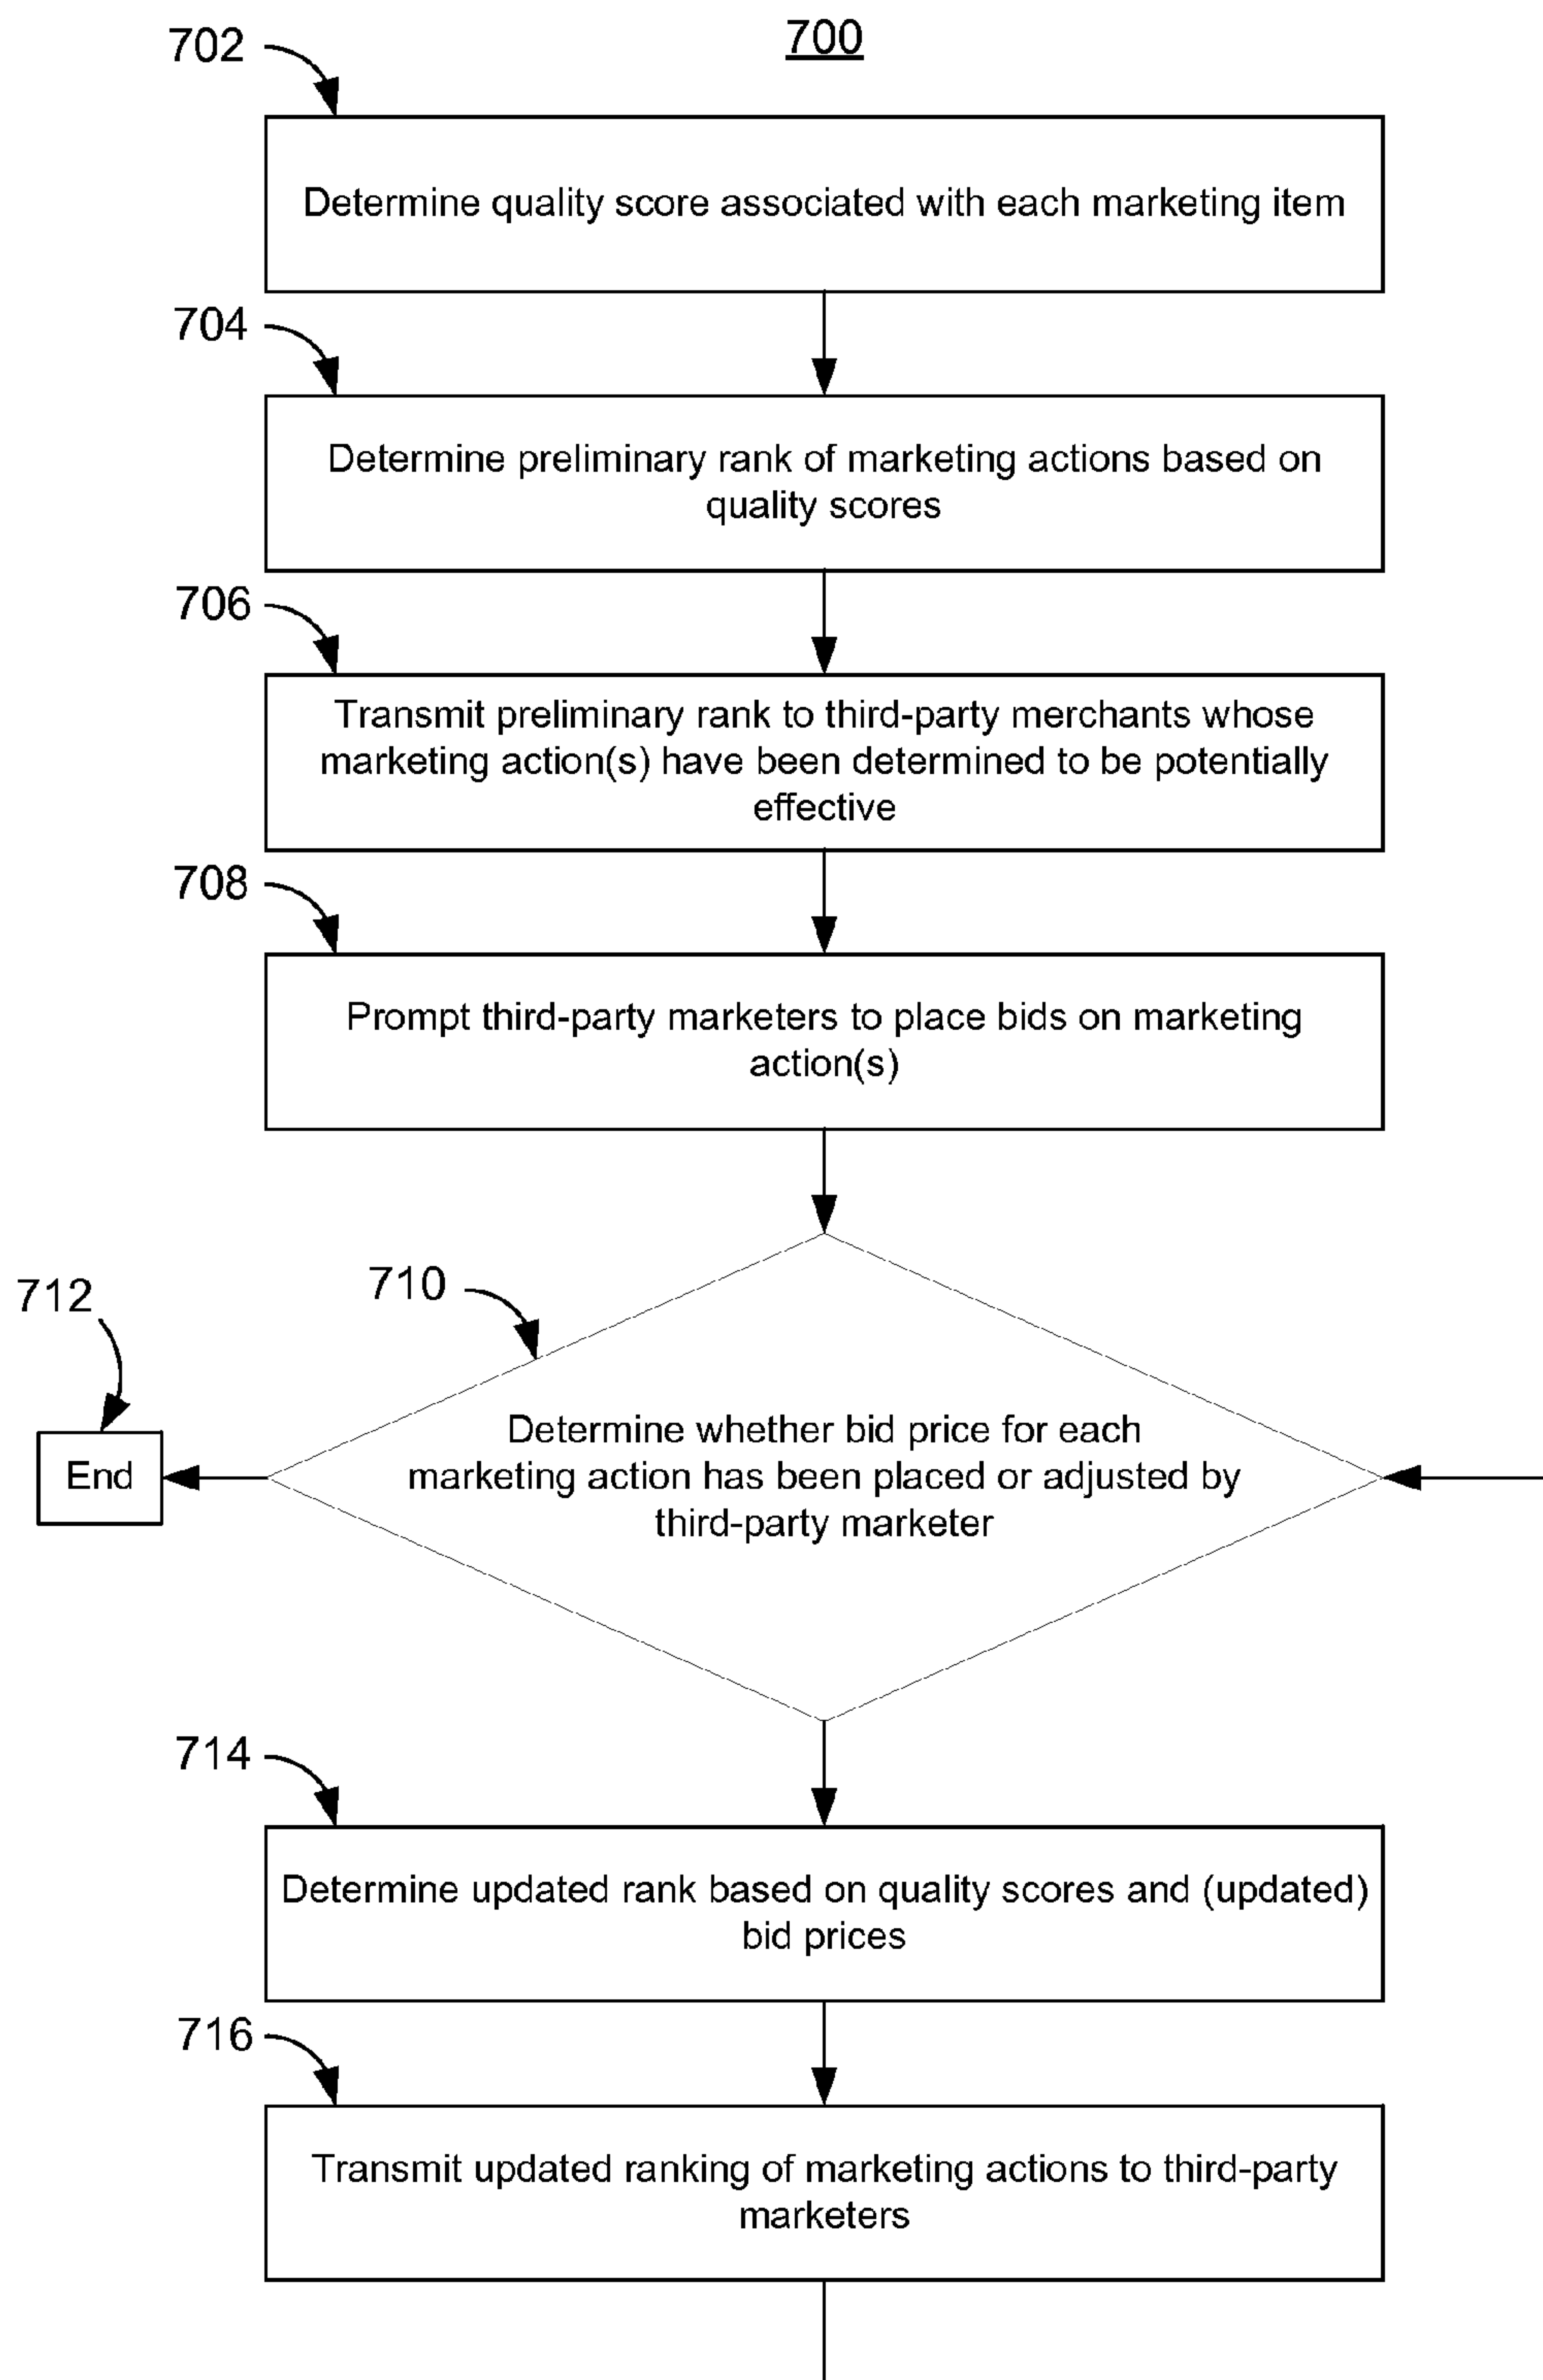 700
702
Determine quality score associated with each marketing item
704
Determine preliminary rank of marketing actions based on
quality scores
706
Transmit preliminary rank to third-party merchants whose
marketing action(s) have been determined to be potentially
effective
708
Prompt third-party marketers to place bids on marketing
action(s)
710
712
Determine whether bid price for each
marketing action has been placed or adjusted by
third-party marketer
End
714
Determine updated rank based on quality scores and (updated)
bid prices
716
Transmit updated ranking of marketing actions to third-party
marketers